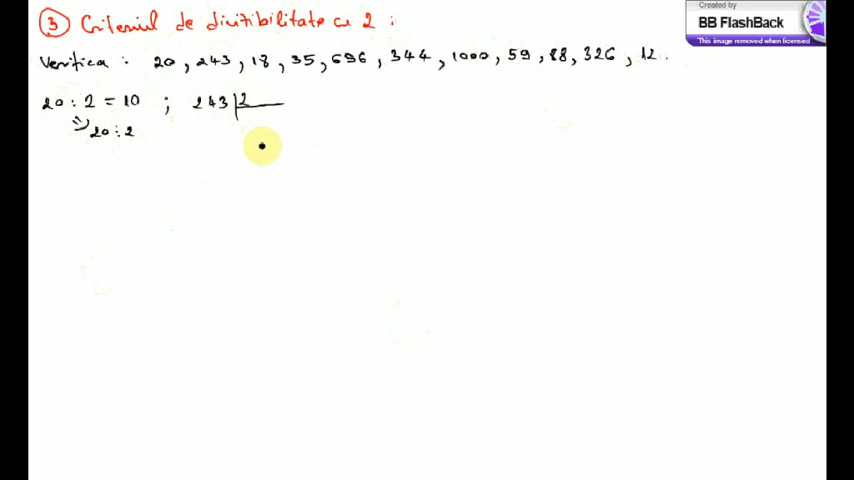 Created by
BB FlashBack
This image removed when licensed
3 Criteriul de divizibilitate cu 2 :
Verifica : 20 , 243 , 18 , 35 , 696 , 344 , 1000 , 59 , 88 , 326 , 12 ..
20 : 2 = 10 ; 243 | 2
=> 20 ⋮ 2